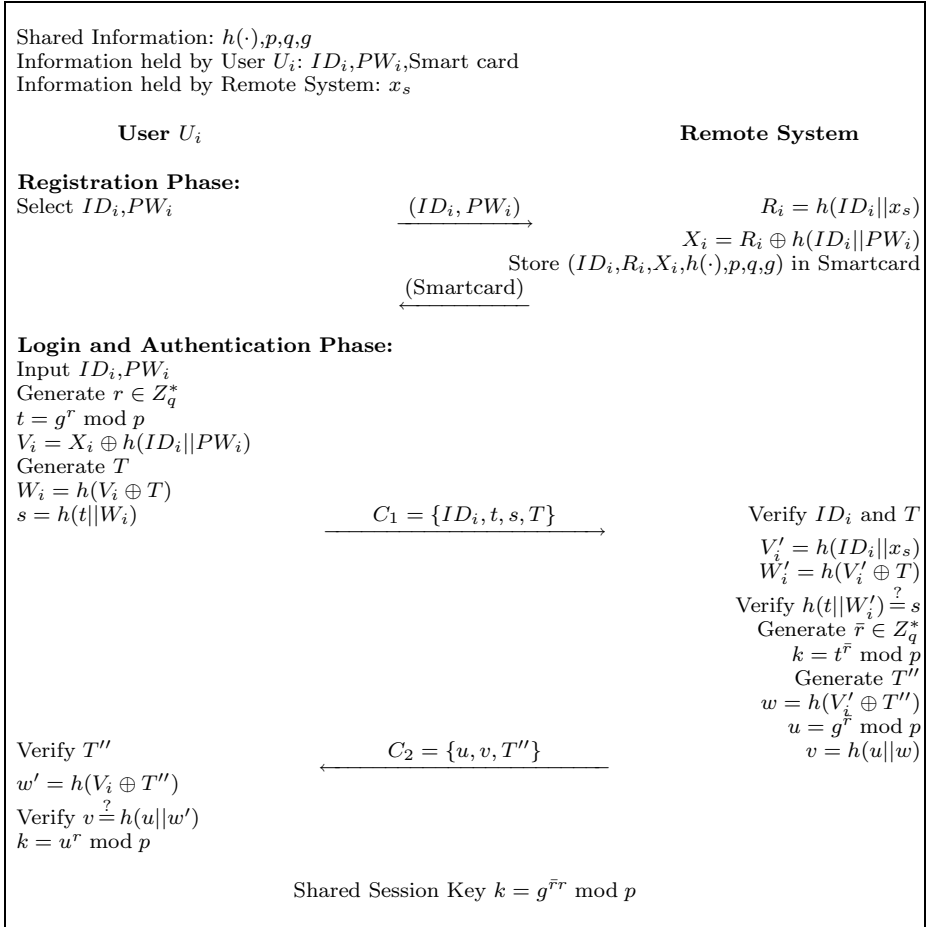 Shared Information: h(·),p,q,g
Information held by User U_i: ID_i,PW_i,Smart card
Information held by Remote System: x_s
User U_i Remote System
Registration Phase:
Select ID_i,PW_i (ID_i, PW_i) R_i = h(ID_i||x_s)
X_i = R_i ⊕ h(ID_i||PW_i)
Store (ID_i,R_i,X_i,h(·),p,q,g) in Smartcard
(Smartcard)
Login and Authentication Phase:
Input ID_i,PW_i
Generate r ∈ Z_q^*
t = g^r mod p
V_i = X_i ⊕ h(ID_i||PW_i)
Generate T
W_i = h(V_i ⊕ T)
s = h(t||W_i) C_1 = {ID_i, t, s, T} Verify ID_i and T
V_i′ = h(ID_i||x_s)
W_i′ = h(V_i′ ⊕ T)
Verify h(t||W_i′) ≟ s
Generate r̄ ∈ Z_q^*
k = t^r̄ mod p
Generate T″
w = h(V_i′ ⊕ T″)
u = g^r̄ mod p
Verify T″ C_2 = {u, v, T″} v = h(u||w)
w′ = h(V_i ⊕ T″)
Verify v ≟ h(u||w′)
k = u^r mod p
Shared Session Key k = g^{r̄r} mod p